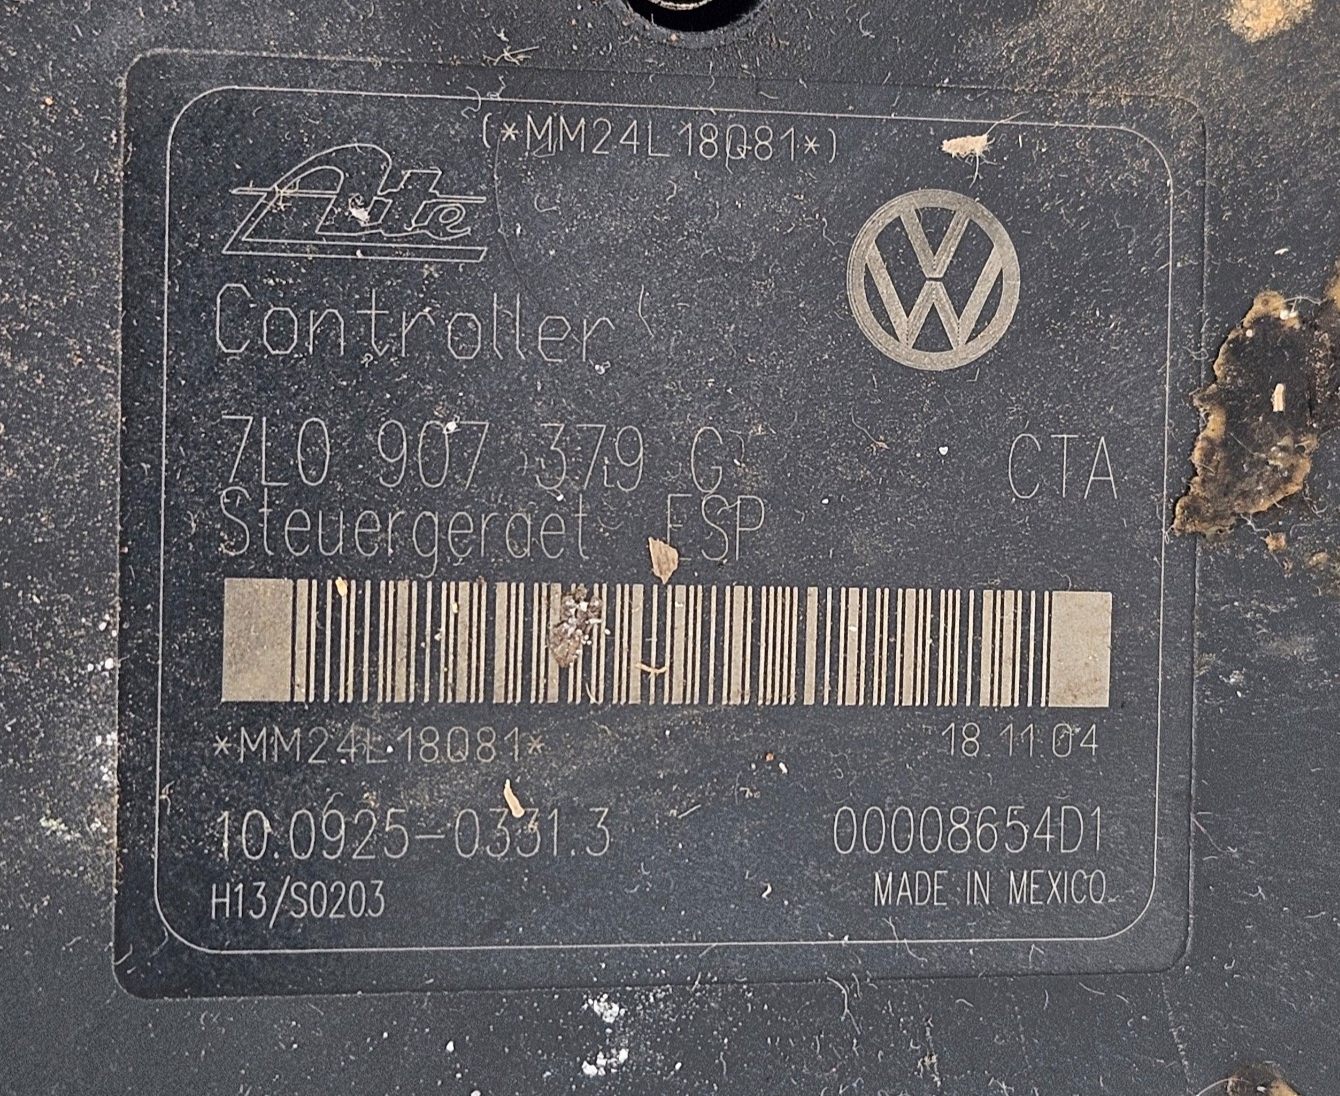 (*MM24L18Q81*)
Ate
Controller
7L0 907 379 G CTA
Steuergeraet ESP
*MM24L18Q81* 18.11.04
10.0925-0331.3 00008654D1
H13/S0203 MADE IN MEXICO